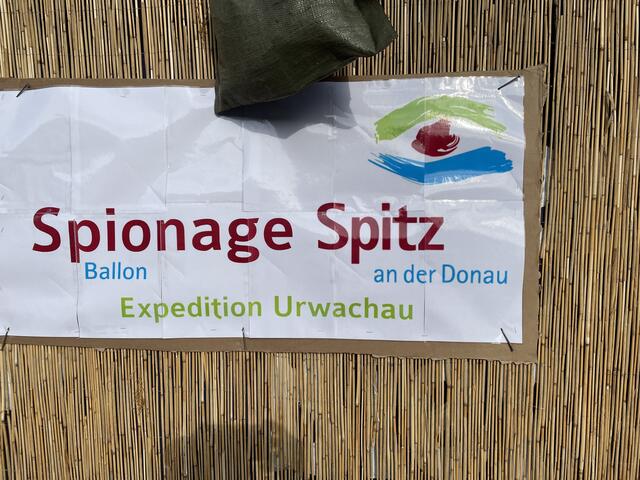 Spionage Spitz
Ballon an der Donau
Expedition Urwachau